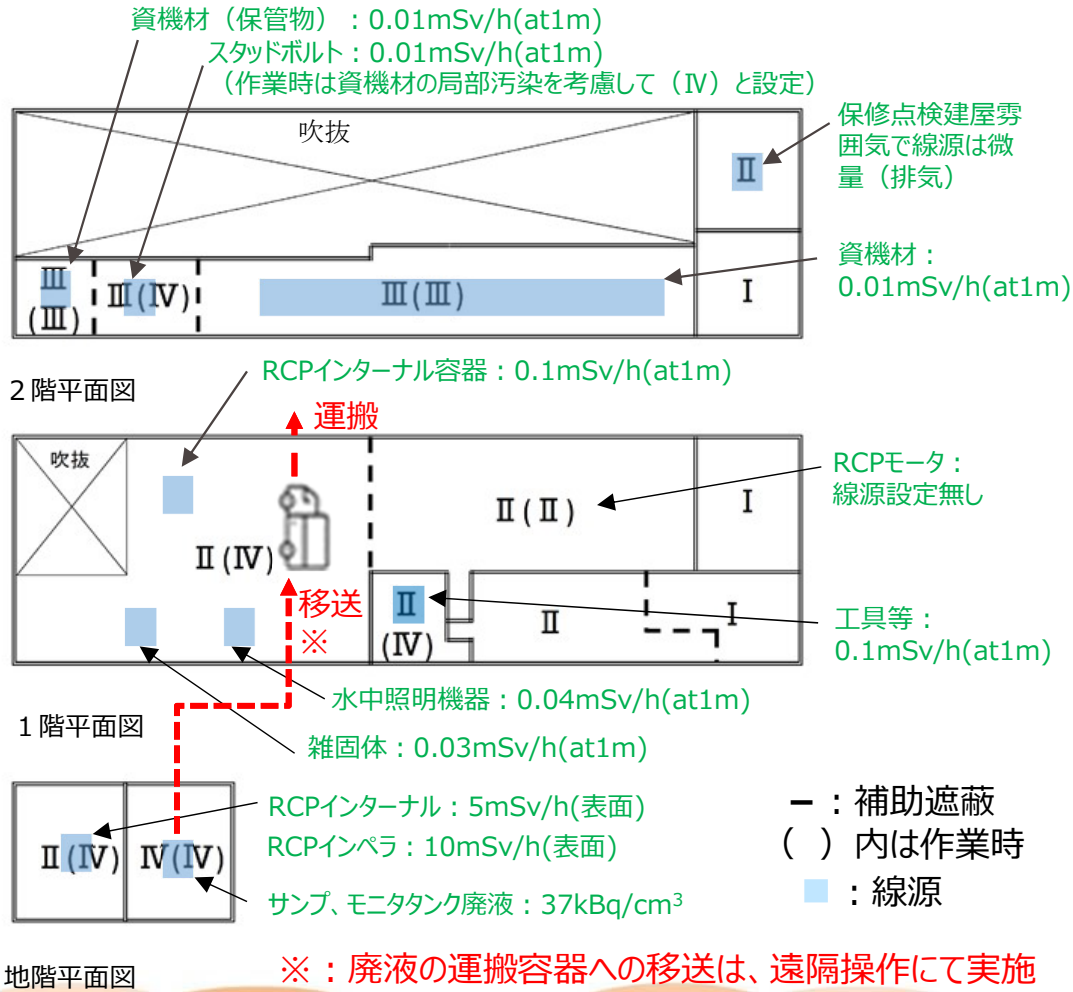 資機材（保管物）：0.01mSv/h(at1m)
スタッドボルト：0.01mSv/h(at1m)
（作業時は資機材の局部汚染を考慮して（Ⅳ）と設定）
吹抜
保修点検建屋雰
囲気で線源は微
量（排気）
Ⅱ
資機材：
0.01mSv/h(at1m)
Ⅲ
(Ⅲ)
Ⅲ(Ⅳ)
Ⅲ(Ⅲ)
Ⅰ
２階平面図
RCPインターナル容器：0.1mSv/h(at1m)
運搬
吹抜
RCPモータ：
線源設定無し
Ⅱ(Ⅱ)
Ⅰ
Ⅱ(Ⅳ)
移送
※
Ⅱ
(Ⅳ)
Ⅱ
Ⅰ
工具等：
0.1mSv/h(at1m)
水中照明機器：0.04mSv/h(at1m)
１階平面図
雑固体：0.03mSv/h(at1m)
RCPインターナル：5mSv/h(表面)
RCPインペラ：10mSv/h(表面)
Ⅱ(Ⅳ)
Ⅳ(Ⅳ)
サンプ、モニタタンク廃液：37kBq/cm³
－：補助遮蔽
（ ）内は作業時
：線源
地階平面図
※：廃液の運搬容器への移送は、遠隔操作にて実施